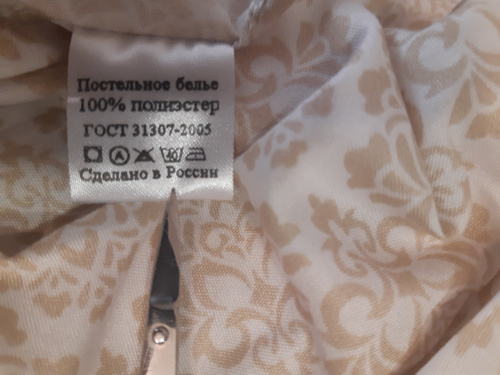 Постельное белье
100% полиэстер
ГОСТ 31307-2005
Сделано в России